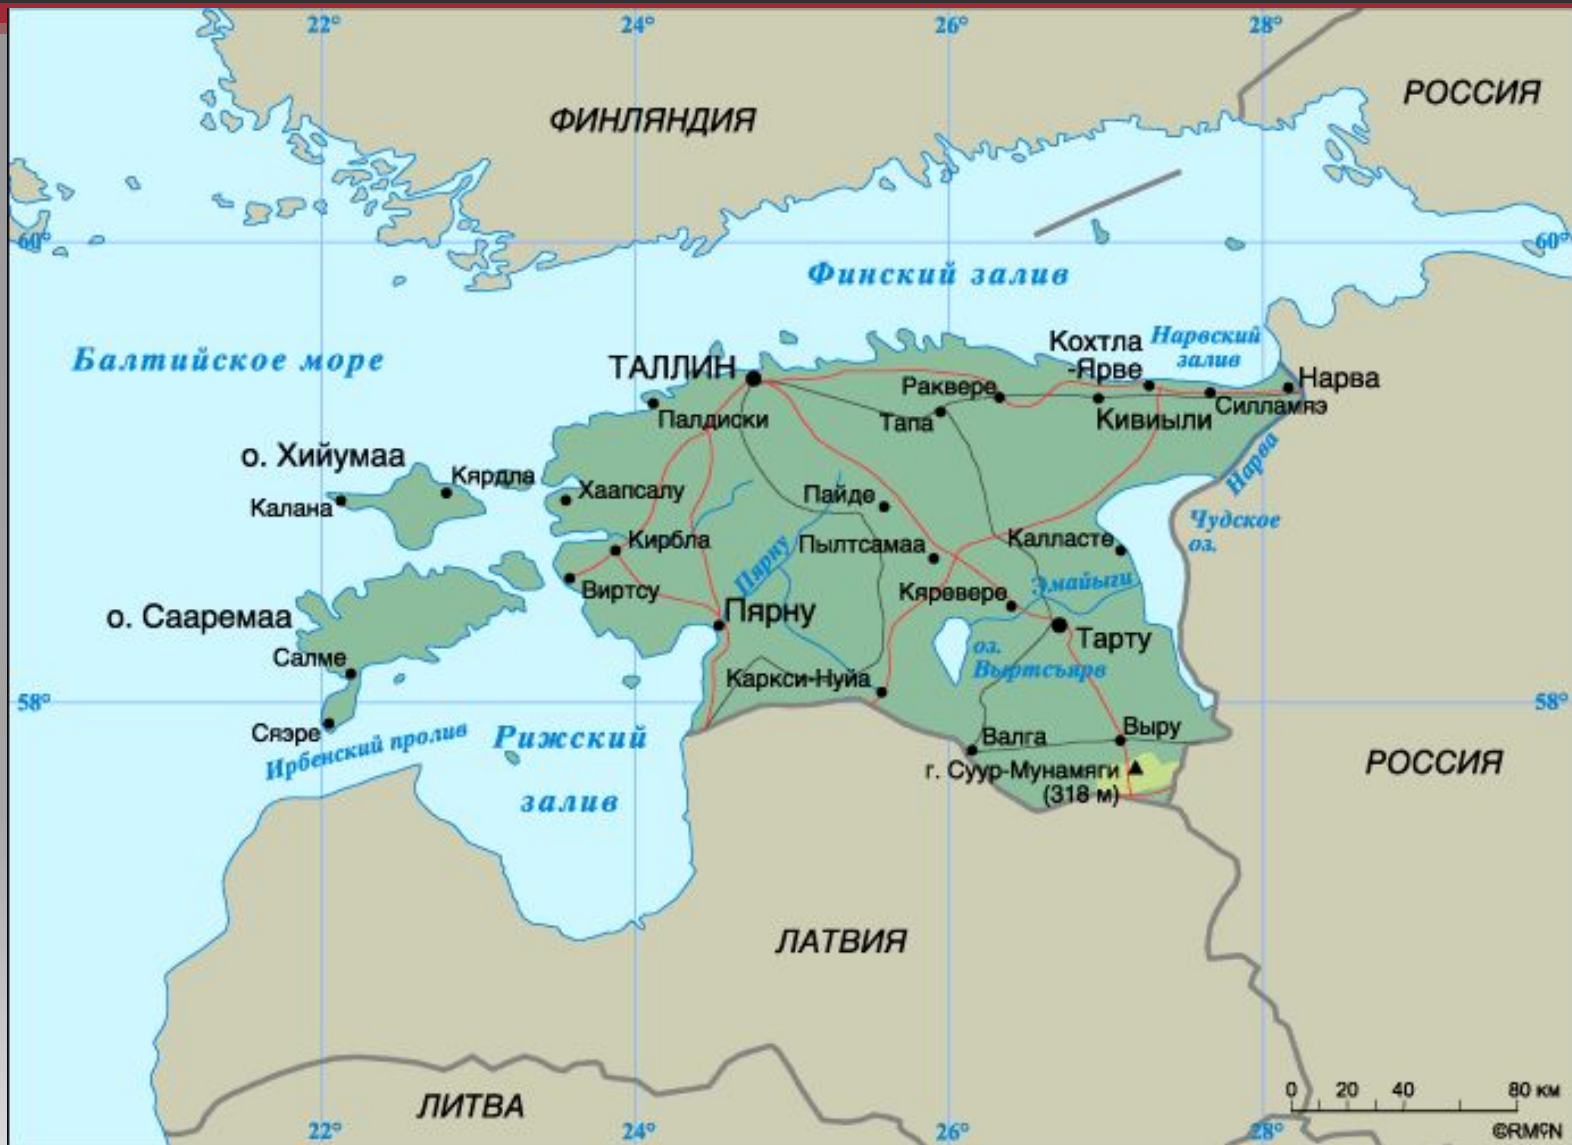 22°
24°
26°
28°
РОССИЯ
ФИНЛЯНДИЯ
60°
60°
Финский залив
Балтийское море
Кохтла
-Ярве
Нарвский
залив
ТАЛЛИН
Нарва
Раквере
Силламяэ
Палдиски
Тапа
Кивиыли
о. Хийумаа
Кярдла
Нарва
Калана
Хаапсалу
Пайде
Чудское
оз.
Кирбла
Пылтсамаа
Калласте
Пярну
Виртсу
Кяревере
Эмайыги
о. Сааремаа
Пярну
Тарту
Салме
оз.
Выртсъярв
Каркси-Нуйа
58°
58°
Сяэре
Ирбенский пролив
Рижский
залив
Валга
Выру
г. Суур-Мунамяги
(318 м)
РОССИЯ
ЛАТВИЯ
ЛИТВА
0 20 40 80 км
22°
24°
26°
28°